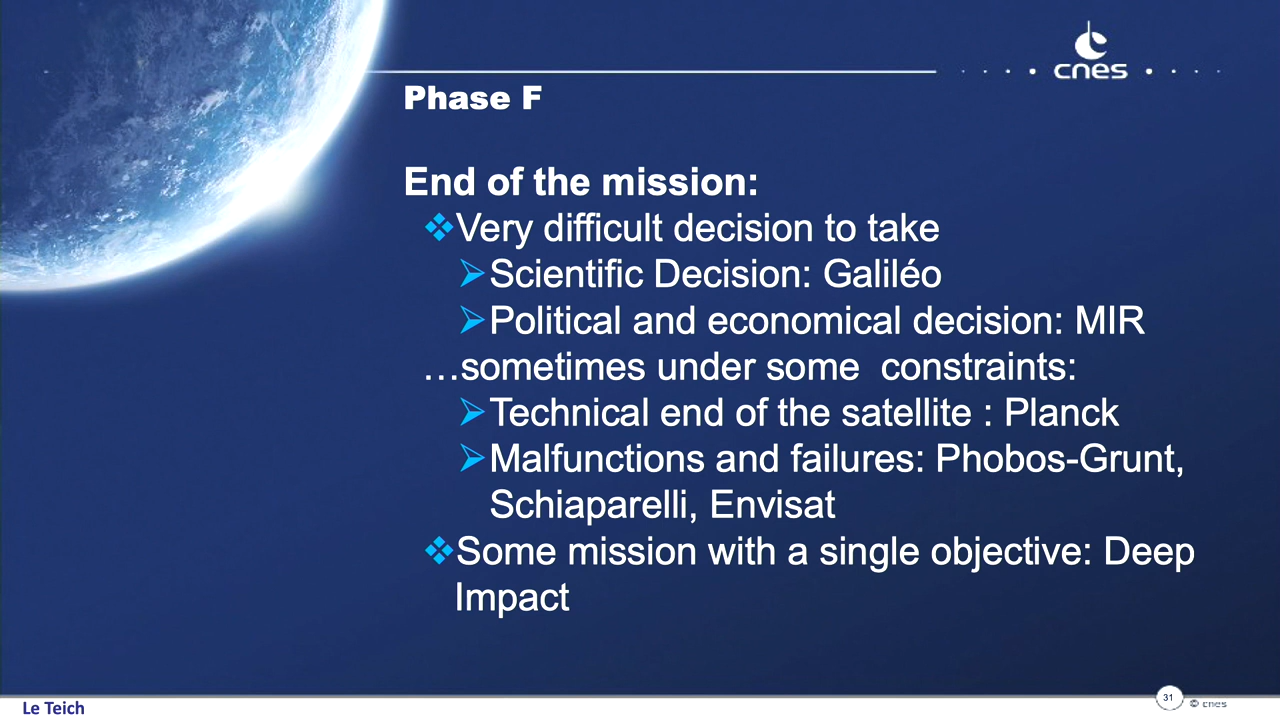 cnes
Phase F
End of the mission:
❖Very difficult decision to take
➢Scientific Decision: Galiléo
➢Political and economical decision: MIR
…sometimes under some  constraints:
➢Technical end of the satellite : Planck
➢Malfunctions and failures: Phobos-Grunt,
Schiaparelli, Envisat
❖Some mission with a single objective: Deep
Impact
Le Teich
31
© cnes